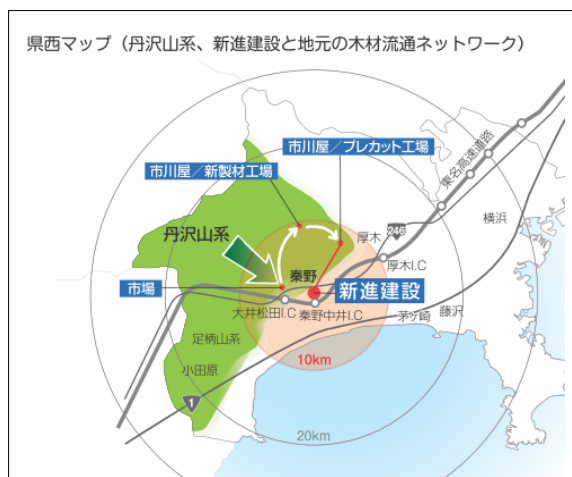 県西マップ（丹沢山系、新進建設と地元の木材流通ネットワーク）
市川屋／プレカット工場
市川屋／新製材工場
東名高速道路
丹沢山系
厚木
246
横浜
厚木I.C
市場
秦野
新進建設
大井松田I.C
秦野中井I.C
茅ヶ崎
藤沢
足柄山系
10km
小田原
1
20km